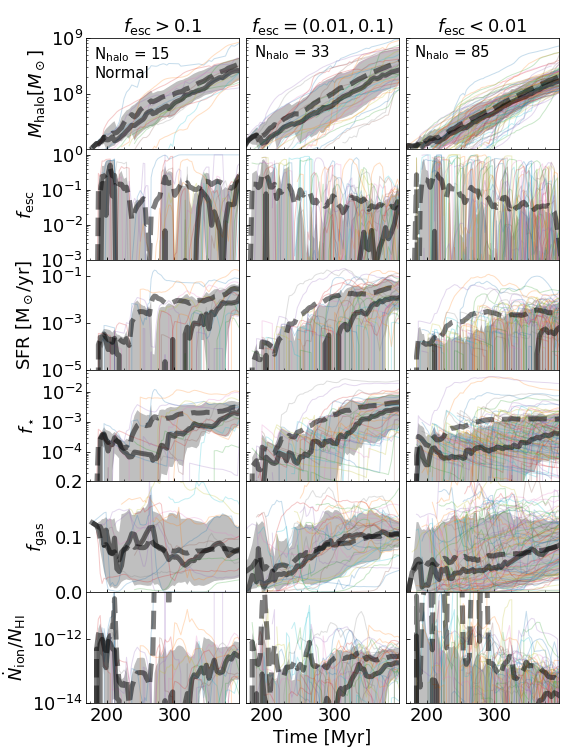 f_esc > 0.1 f_esc = (0.01, 0.1) f_esc < 0.01
N_halo = 15 N_halo = 33 N_halo = 85
Normal
M_halo[M_⊙]
10^9
10^8
f_esc
10^0
10^−1
10^−2
10^−3
SFR [M_⊙/yr]
10^−1
10^−3
10^−5
f_⋆
10^−2
10^−3
10^−4
f_gas
0.2
0.1
0.0
Ṅ_ion/N_HI
10^−12
10^−14
200 300 200 300 200 300
Time [Myr]